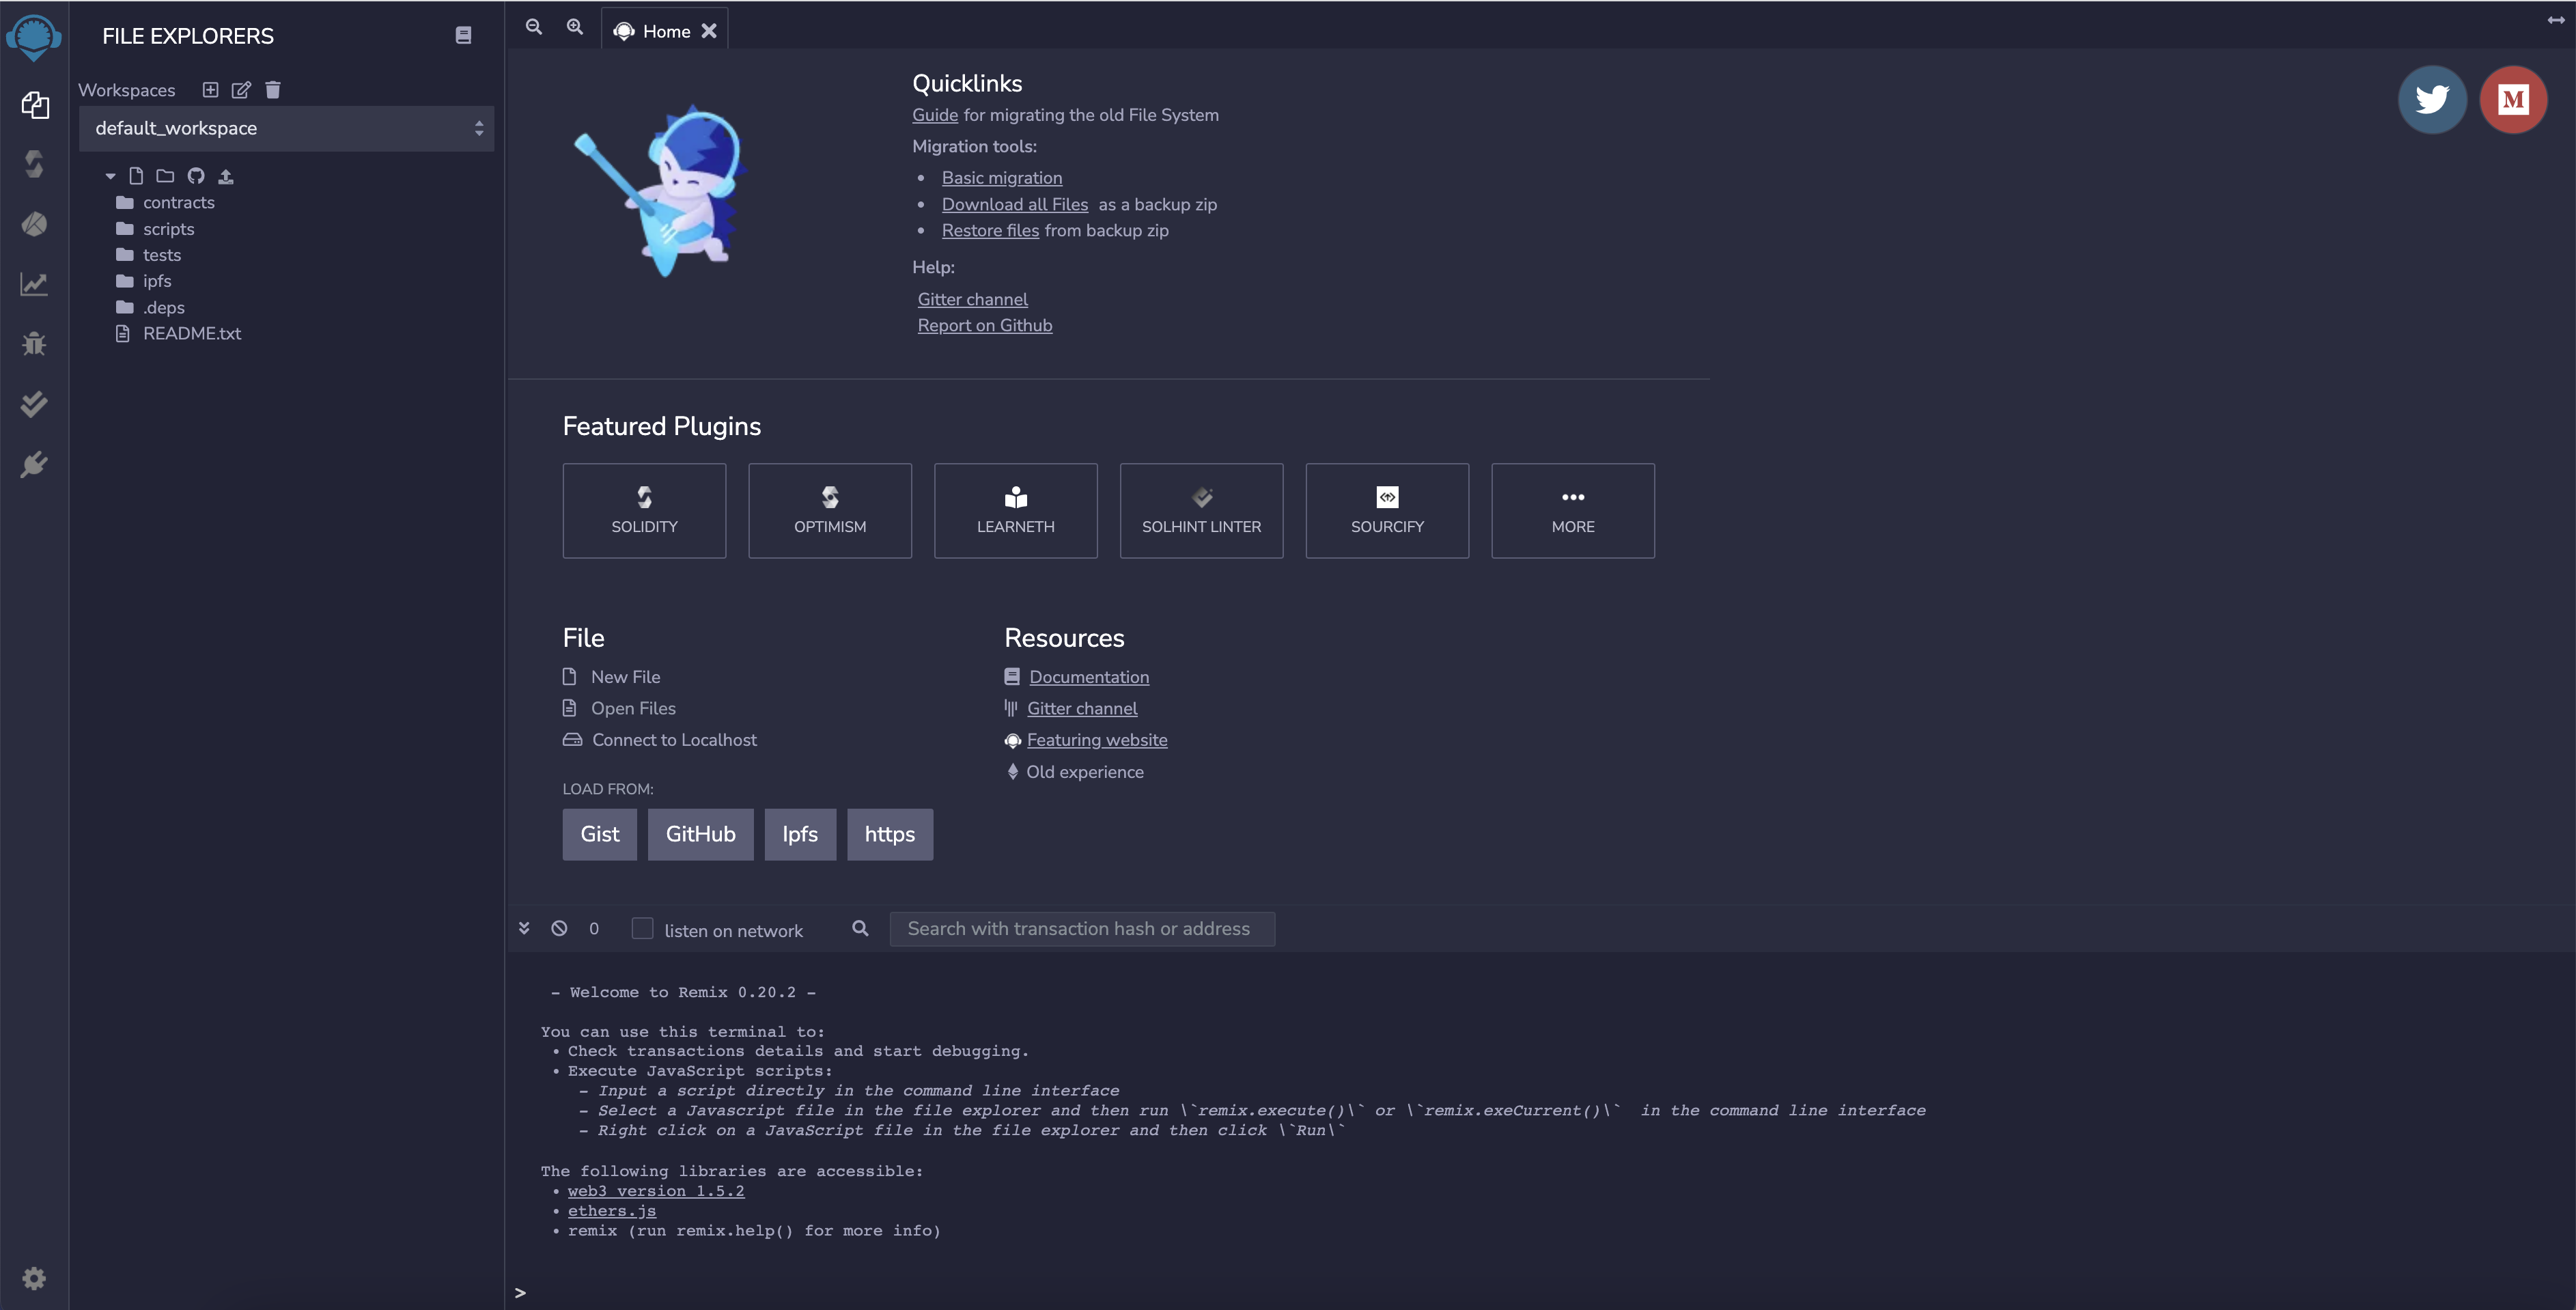 FILE EXPLORERS
Workspaces
default_workspace
contracts
scripts
tests
ipfs
.deps
README.txt
Home
Quicklinks
Guide for migrating the old File System
Migration tools:
• Basic migration
• Download all Files as a backup zip
• Restore files from backup zip
Help:
Gitter channel
Report on Github
M
Featured Plugins
SOLIDITY
OPTIMISM
LEARNETH
SOLHINT LINTER
SOURCIFY
MORE
File
New File
Open Files
Connect to Localhost
LOAD FROM:
Gist
GitHub
Ipfs
https
Resources
Documentation
Gitter channel
Featuring website
Old experience
0
listen on network
Search with transaction hash or address
- Welcome to Remix 0.20.2 -
You can use this terminal to:
• Check transactions details and start debugging.
• Execute JavaScript scripts:
- Input a script directly in the command line interface
- Select a Javascript file in the file explorer and then run \`remix.execute()\` or \`remix.exeCurrent()\` in the command line interface
- Right click on a JavaScript file in the file explorer and then click \`Run\`
The following libraries are accessible:
• web3 version 1.5.2
• ethers.js
• remix (run remix.help() for more info)
>